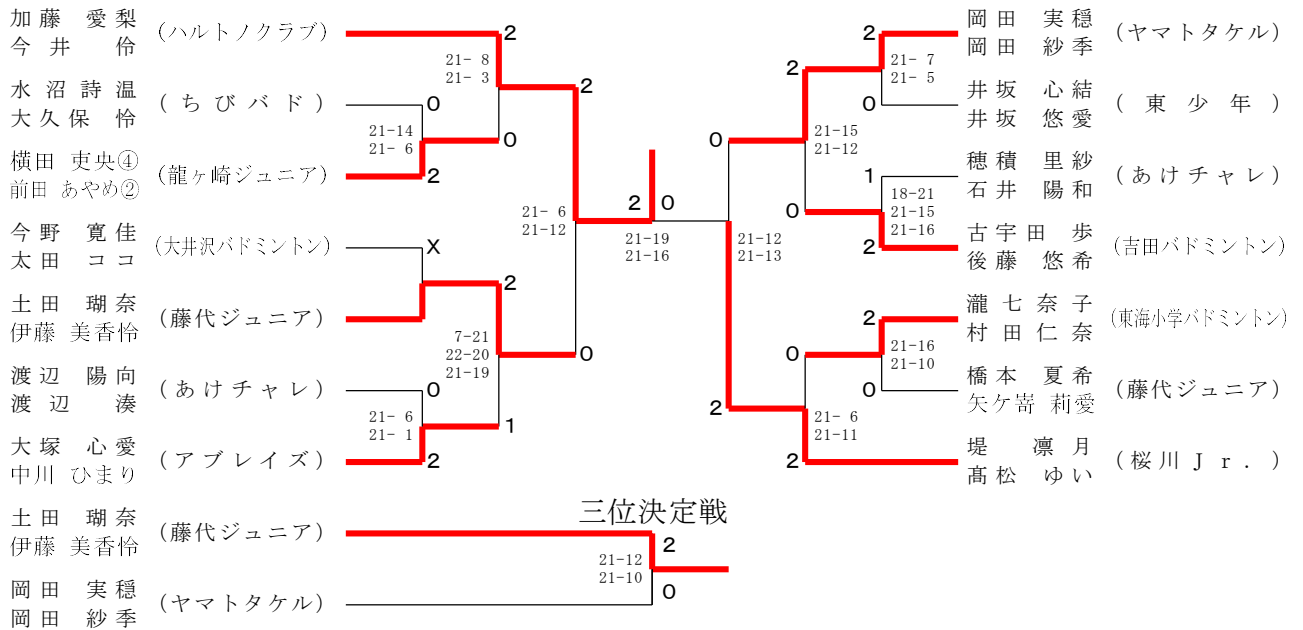 加藤 愛梨
今井 伶
(ハルトノクラブ)
2
21- 8
21- 3
水沼詩温
大久保 怜
(ちびバド)
0
21-14
21- 6
0
横田 吏央④
前田 あやめ②
(龍ヶ崎ジュニア)
2
2
21- 6
21-12
今野 寛佳
太田 ココ
(大井沢バドミントン)
X
土田 瑚奈
伊藤 美香怜
(藤代ジュニア)
2
7-21
22-20
21-19
0
渡辺 陽向
渡辺 湊
(あけチャレ)
0
21- 6
21- 1
1
大塚 心愛
中川 ひまり
(アブレイズ)
2
2 0
21-19
21-16
岡田 実穏
岡田 紗季
(ヤマトタケル)
2
21- 7
21- 5
2
井坂 心結
井坂 悠愛
(東少年)
0
0
21-15
21-12
穂積 里紗
石井 陽和
(あけチャレ)
1
18-21
21-15
21-16
0
古宇田 歩
後藤 悠希
(吉田バドミントン)
2
21-12
21-13
瀧七奈子
村田仁奈
(東海小学バドミントン)
2
21-16
21-10
0
橋本 夏希
矢ケ嵜 莉愛
(藤代ジュニア)
0
2
21- 6
21-11
堤 凛月
髙松 ゆい
(桜川Jr.)
2
三位決定戦
土田 瑚奈
伊藤 美香怜
(藤代ジュニア)
2
21-12
21-10
岡田 実穏
岡田 紗季
(ヤマトタケル)
0